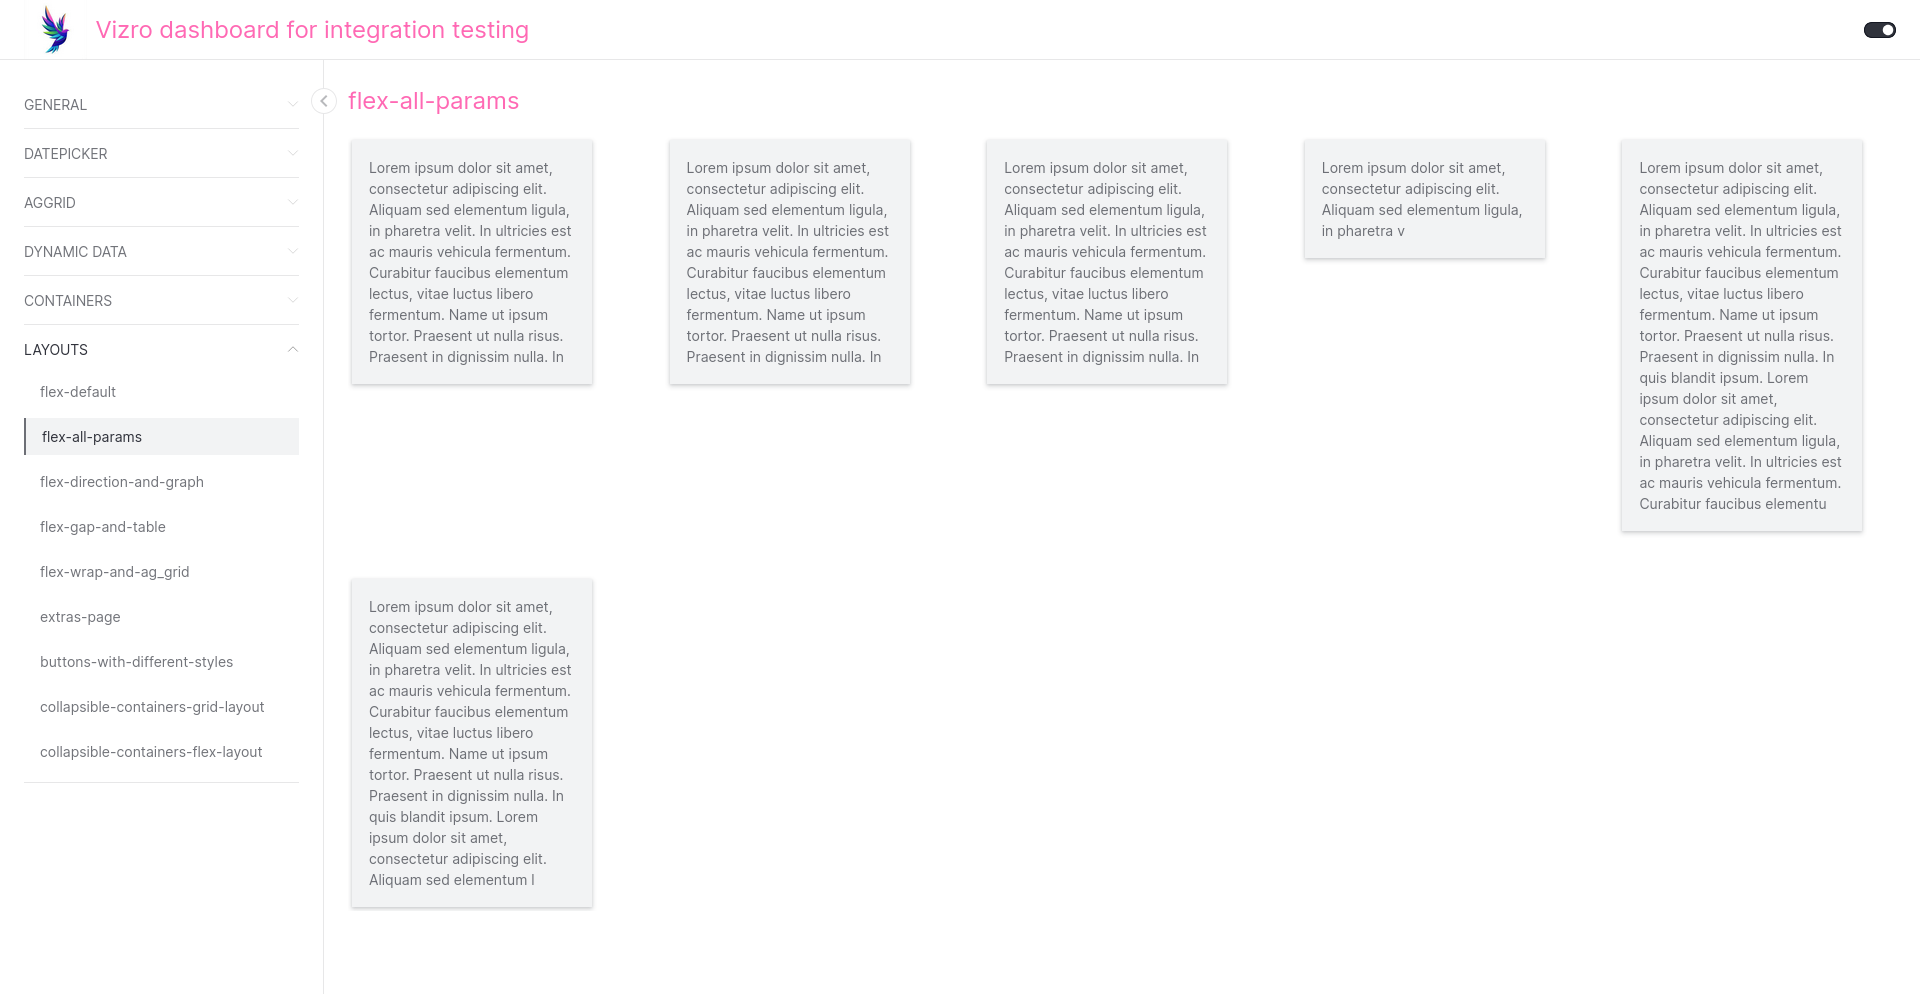 Vizro dashboard for integration testing
GENERAL
DATEPICKER
AGGRID
DYNAMIC DATA
CONTAINERS
LAYOUTS
flex-default
flex-all-params
flex-direction-and-graph
flex-gap-and-table
flex-wrap-and-ag_grid
extras-page
buttons-with-different-styles
collapsible-containers-grid-layout
collapsible-containers-flex-layout
flex-all-params
Lorem ipsum dolor sit amet,
consectetur adipiscing elit.
Aliquam sed elementum ligula,
in pharetra velit. In ultricies est
ac mauris vehicula fermentum.
Curabitur faucibus elementum
lectus, vitae luctus libero
fermentum. Name ut ipsum
tortor. Praesent ut nulla risus.
Praesent in dignissim nulla. In
Lorem ipsum dolor sit amet,
consectetur adipiscing elit.
Aliquam sed elementum ligula,
in pharetra velit. In ultricies est
ac mauris vehicula fermentum.
Curabitur faucibus elementum
lectus, vitae luctus libero
fermentum. Name ut ipsum
tortor. Praesent ut nulla risus.
Praesent in dignissim nulla. In
Lorem ipsum dolor sit amet,
consectetur adipiscing elit.
Aliquam sed elementum ligula,
in pharetra velit. In ultricies est
ac mauris vehicula fermentum.
Curabitur faucibus elementum
lectus, vitae luctus libero
fermentum. Name ut ipsum
tortor. Praesent ut nulla risus.
Praesent in dignissim nulla. In
Lorem ipsum dolor sit amet,
consectetur adipiscing elit.
Aliquam sed elementum ligula,
in pharetra v
Lorem ipsum dolor sit amet,
consectetur adipiscing elit.
Aliquam sed elementum ligula,
in pharetra velit. In ultricies est
ac mauris vehicula fermentum.
Curabitur faucibus elementum
lectus, vitae luctus libero
fermentum. Name ut ipsum
tortor. Praesent ut nulla risus.
Praesent in dignissim nulla. In
quis blandit ipsum. Lorem
ipsum dolor sit amet,
consectetur adipiscing elit.
Aliquam sed elementum ligula,
in pharetra velit. In ultricies est
ac mauris vehicula fermentum.
Curabitur faucibus elementu
Lorem ipsum dolor sit amet,
consectetur adipiscing elit.
Aliquam sed elementum ligula,
in pharetra velit. In ultricies est
ac mauris vehicula fermentum.
Curabitur faucibus elementum
lectus, vitae luctus libero
fermentum. Name ut ipsum
tortor. Praesent ut nulla risus.
Praesent in dignissim nulla. In
quis blandit ipsum. Lorem
ipsum dolor sit amet,
consectetur adipiscing elit.
Aliquam sed elementum l